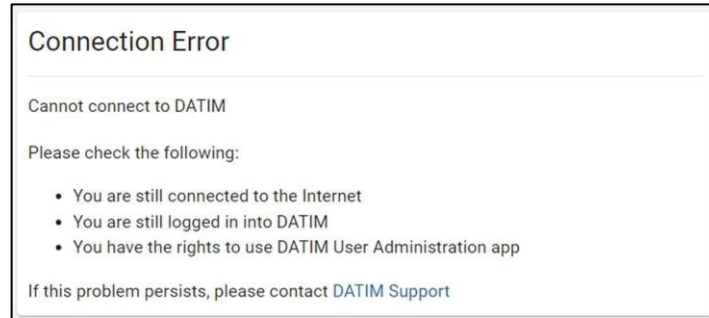 Connection Error
Cannot connect to DATIM
Please check the following:
• You are still connected to the Internet
• You are still logged in into DATIM
• You have the rights to use DATIM User Administration app
If this problem persists, please contact DATIM Support